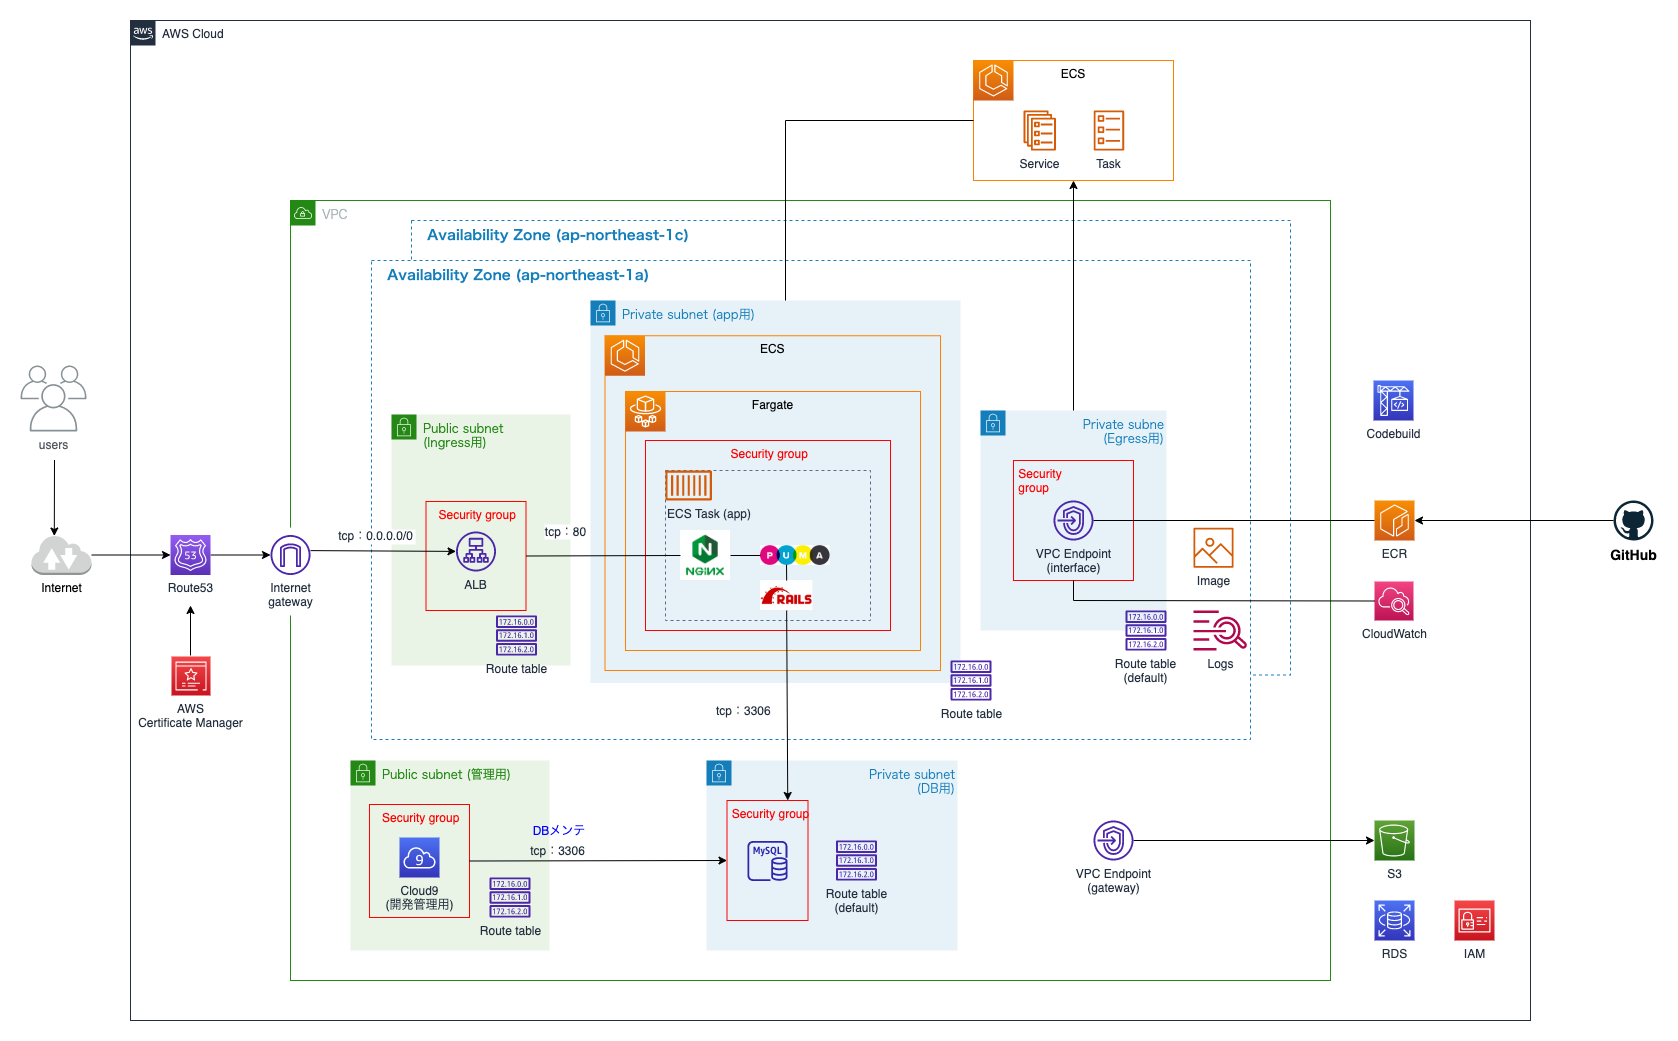 aws
AWS Cloud
ECS
Service
Task
VPC
Availability Zone (ap-northeast-1c)
Availability Zone (ap-northeast-1a)
Private subnet (app用)
ECS
Fargate
Security group
ECS Task (app)
NGINX
PUMA
RAILS
Public subnet
(Ingress用)
Security group
ALB
172.16.0.0
172.16.1.0
172.16.2.0
Route table
tcp：0.0.0.0/0
tcp：80
users
Internet
53
Route53
Internet
gateway
AWS
Certificate Manager
Private subne
(Egress用)
Security
group
VPC Endpoint
(interface)
172.16.0.0
172.16.1.0
172.16.2.0
Route table
(default)
Image
Logs
172.16.0.0
172.16.1.0
172.16.2.0
Route table
tcp：3306
Codebuild
ECR
CloudWatch
GitHub
Public subnet (管理用)
Security group
9
Cloud9
(開発管理用)
172.16.0.0
172.16.1.0
172.16.2.0
Route table
DBメンテ
tcp：3306
Private subnet
(DB用)
Security group
MySQL
172.16.0.0
172.16.1.0
172.16.2.0
Route table
(default)
VPC Endpoint
(gateway)
S3
RDS
IAM